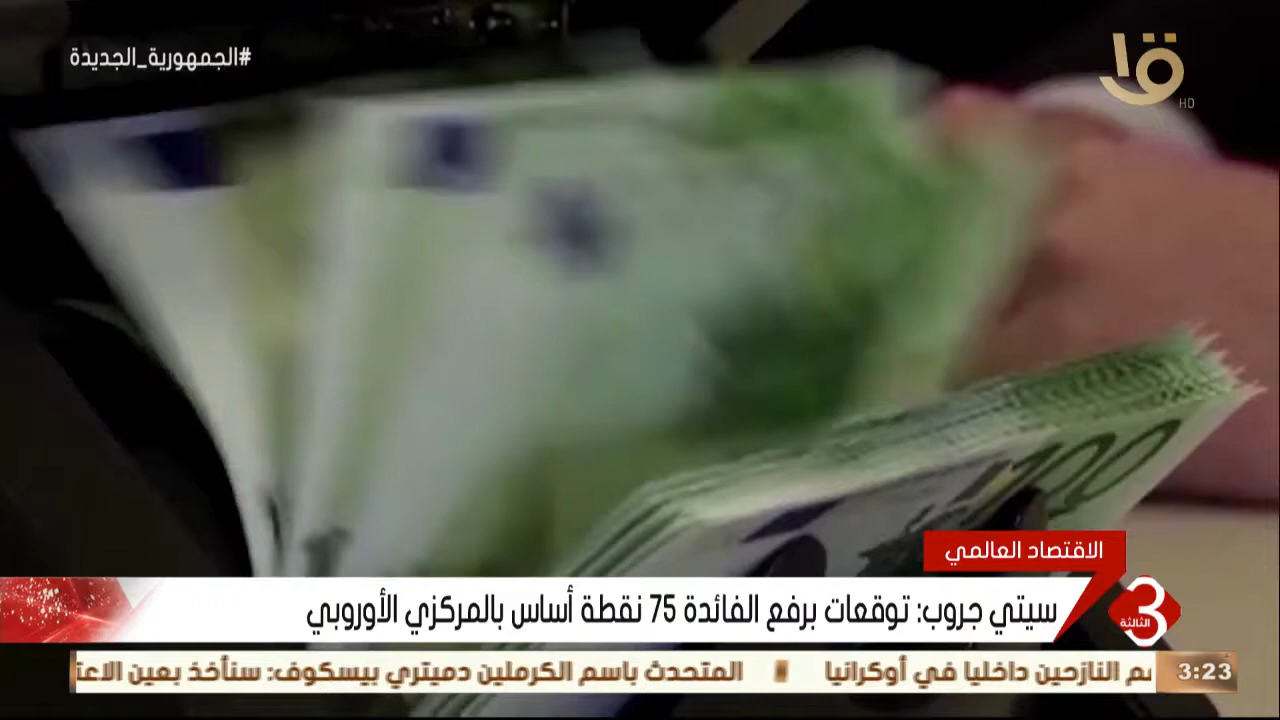 #الجمهورية_الجديدة
HD
100
الاقتصاد العالمي
سيتي جروب: توقعات برفع الفائدة 75 نقطة أساس بالمركزي الأوروبي
3
الثالثة
النازحين داخليا في أوكرانيا
المتحدث باسم الكرملين دميتري بيسكوف: سنأخذ بعين
3:23